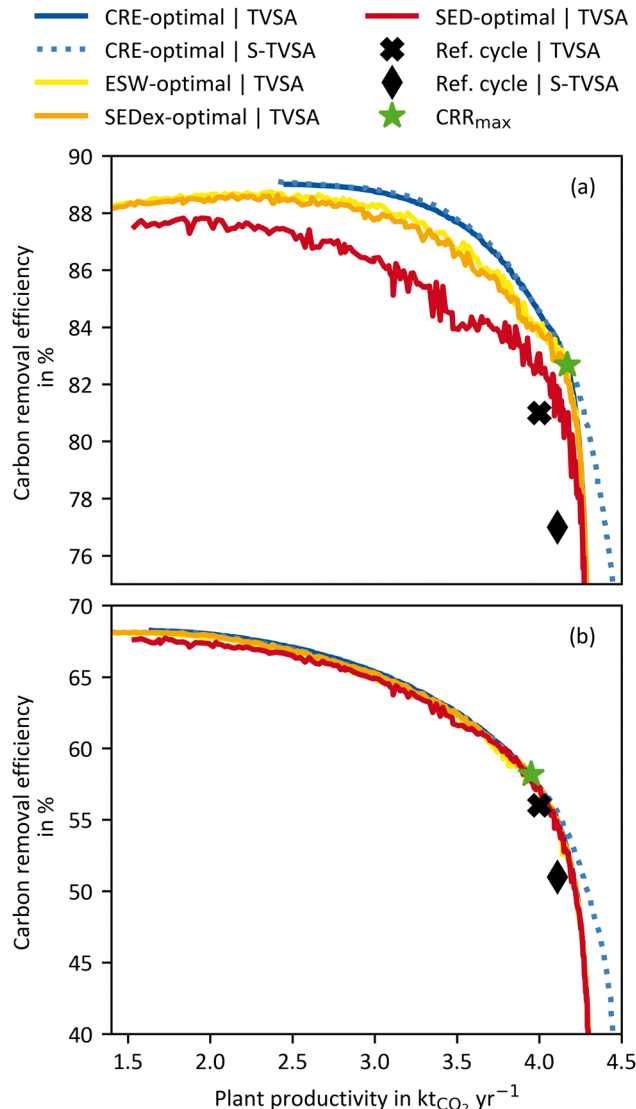 CRE-optimal | TVSA
CRE-optimal | S-TVSA
ESW-optimal | TVSA
SEDex-optimal | TVSA
SED-optimal | TVSA
Ref. cycle | TVSA
Ref. cycle | S-TVSA
CRRmax
(a)
Carbon removal efficiency
in %
90
88
86
84
82
80
78
76
(b)
Carbon removal efficiency
in %
70
65
60
55
50
45
40
1.5 2.0 2.5 3.0 3.5 4.0 4.5
Plant productivity in ktCO₂ yr⁻¹